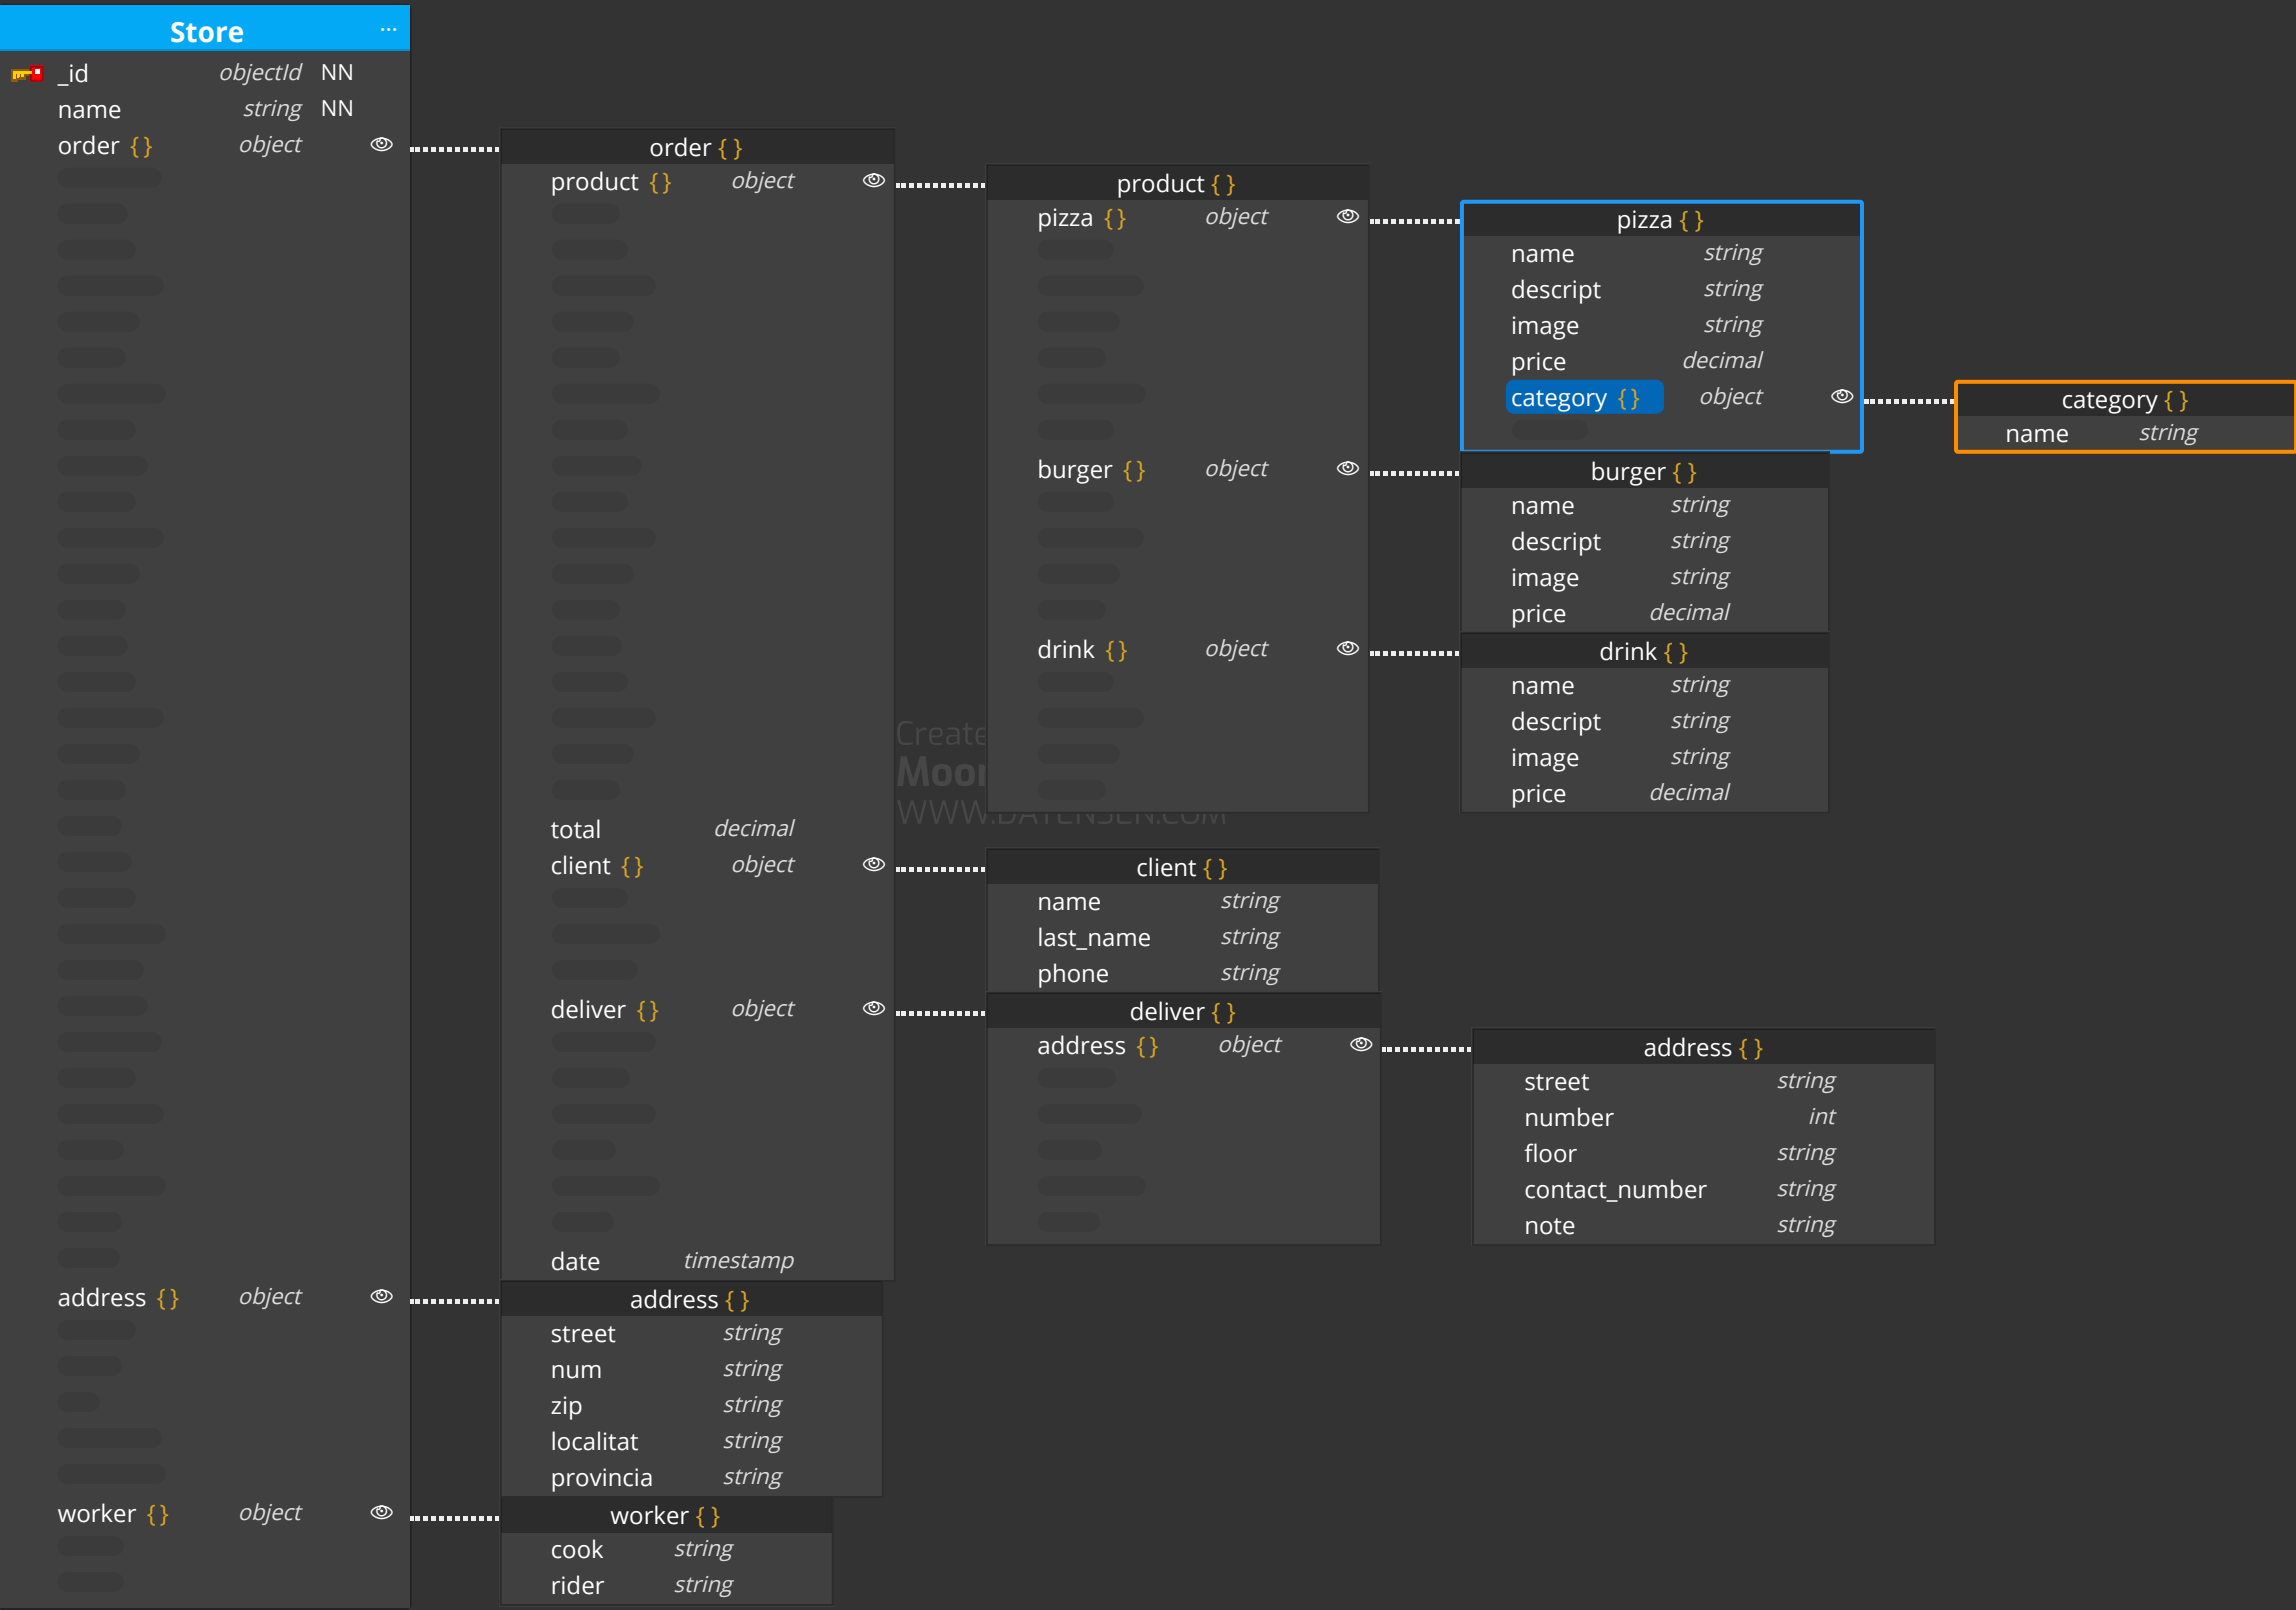 Store ...
_id objectId NN
name string NN
order {} object
order {}
product {} object
total decimal
client {} object
deliver {} object
date timestamp
product {}
pizza {} object
burger {} object
drink {} object
pizza {}
name string
descript string
image string
price decimal
category {} object
category {}
name string
burger {}
name string
descript string
image string
price decimal
drink {}
name string
descript string
image string
price decimal
client {}
name string
last_name string
phone string
deliver {}
address {} object
address {}
street string
number int
floor string
contact_number string
note string
address {} object
address {}
street string
num string
zip string
localitat string
provincia string
worker {} object
worker {}
cook string
rider string
WWW.DATENSEN.COM